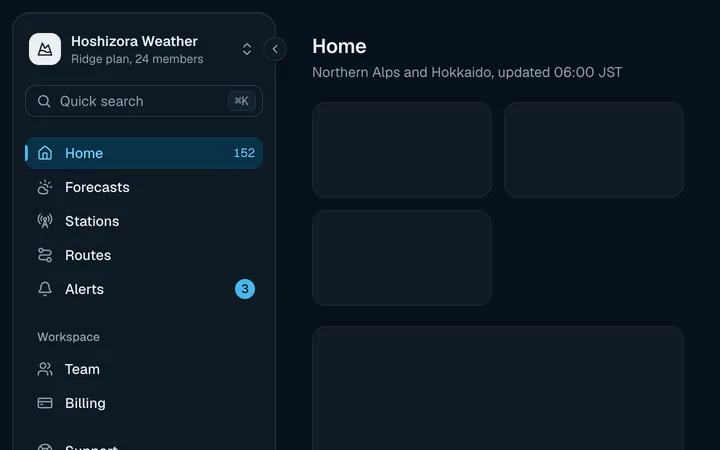 Hoshizora Weather
Ridge plan, 24 members
Quick search
⌘K
Home
152
Forecasts
Stations
Routes
Alerts
3
Workspace
Team
Billing
Support
Home
Northern Alps and Hokkaido, updated 06:00 JST